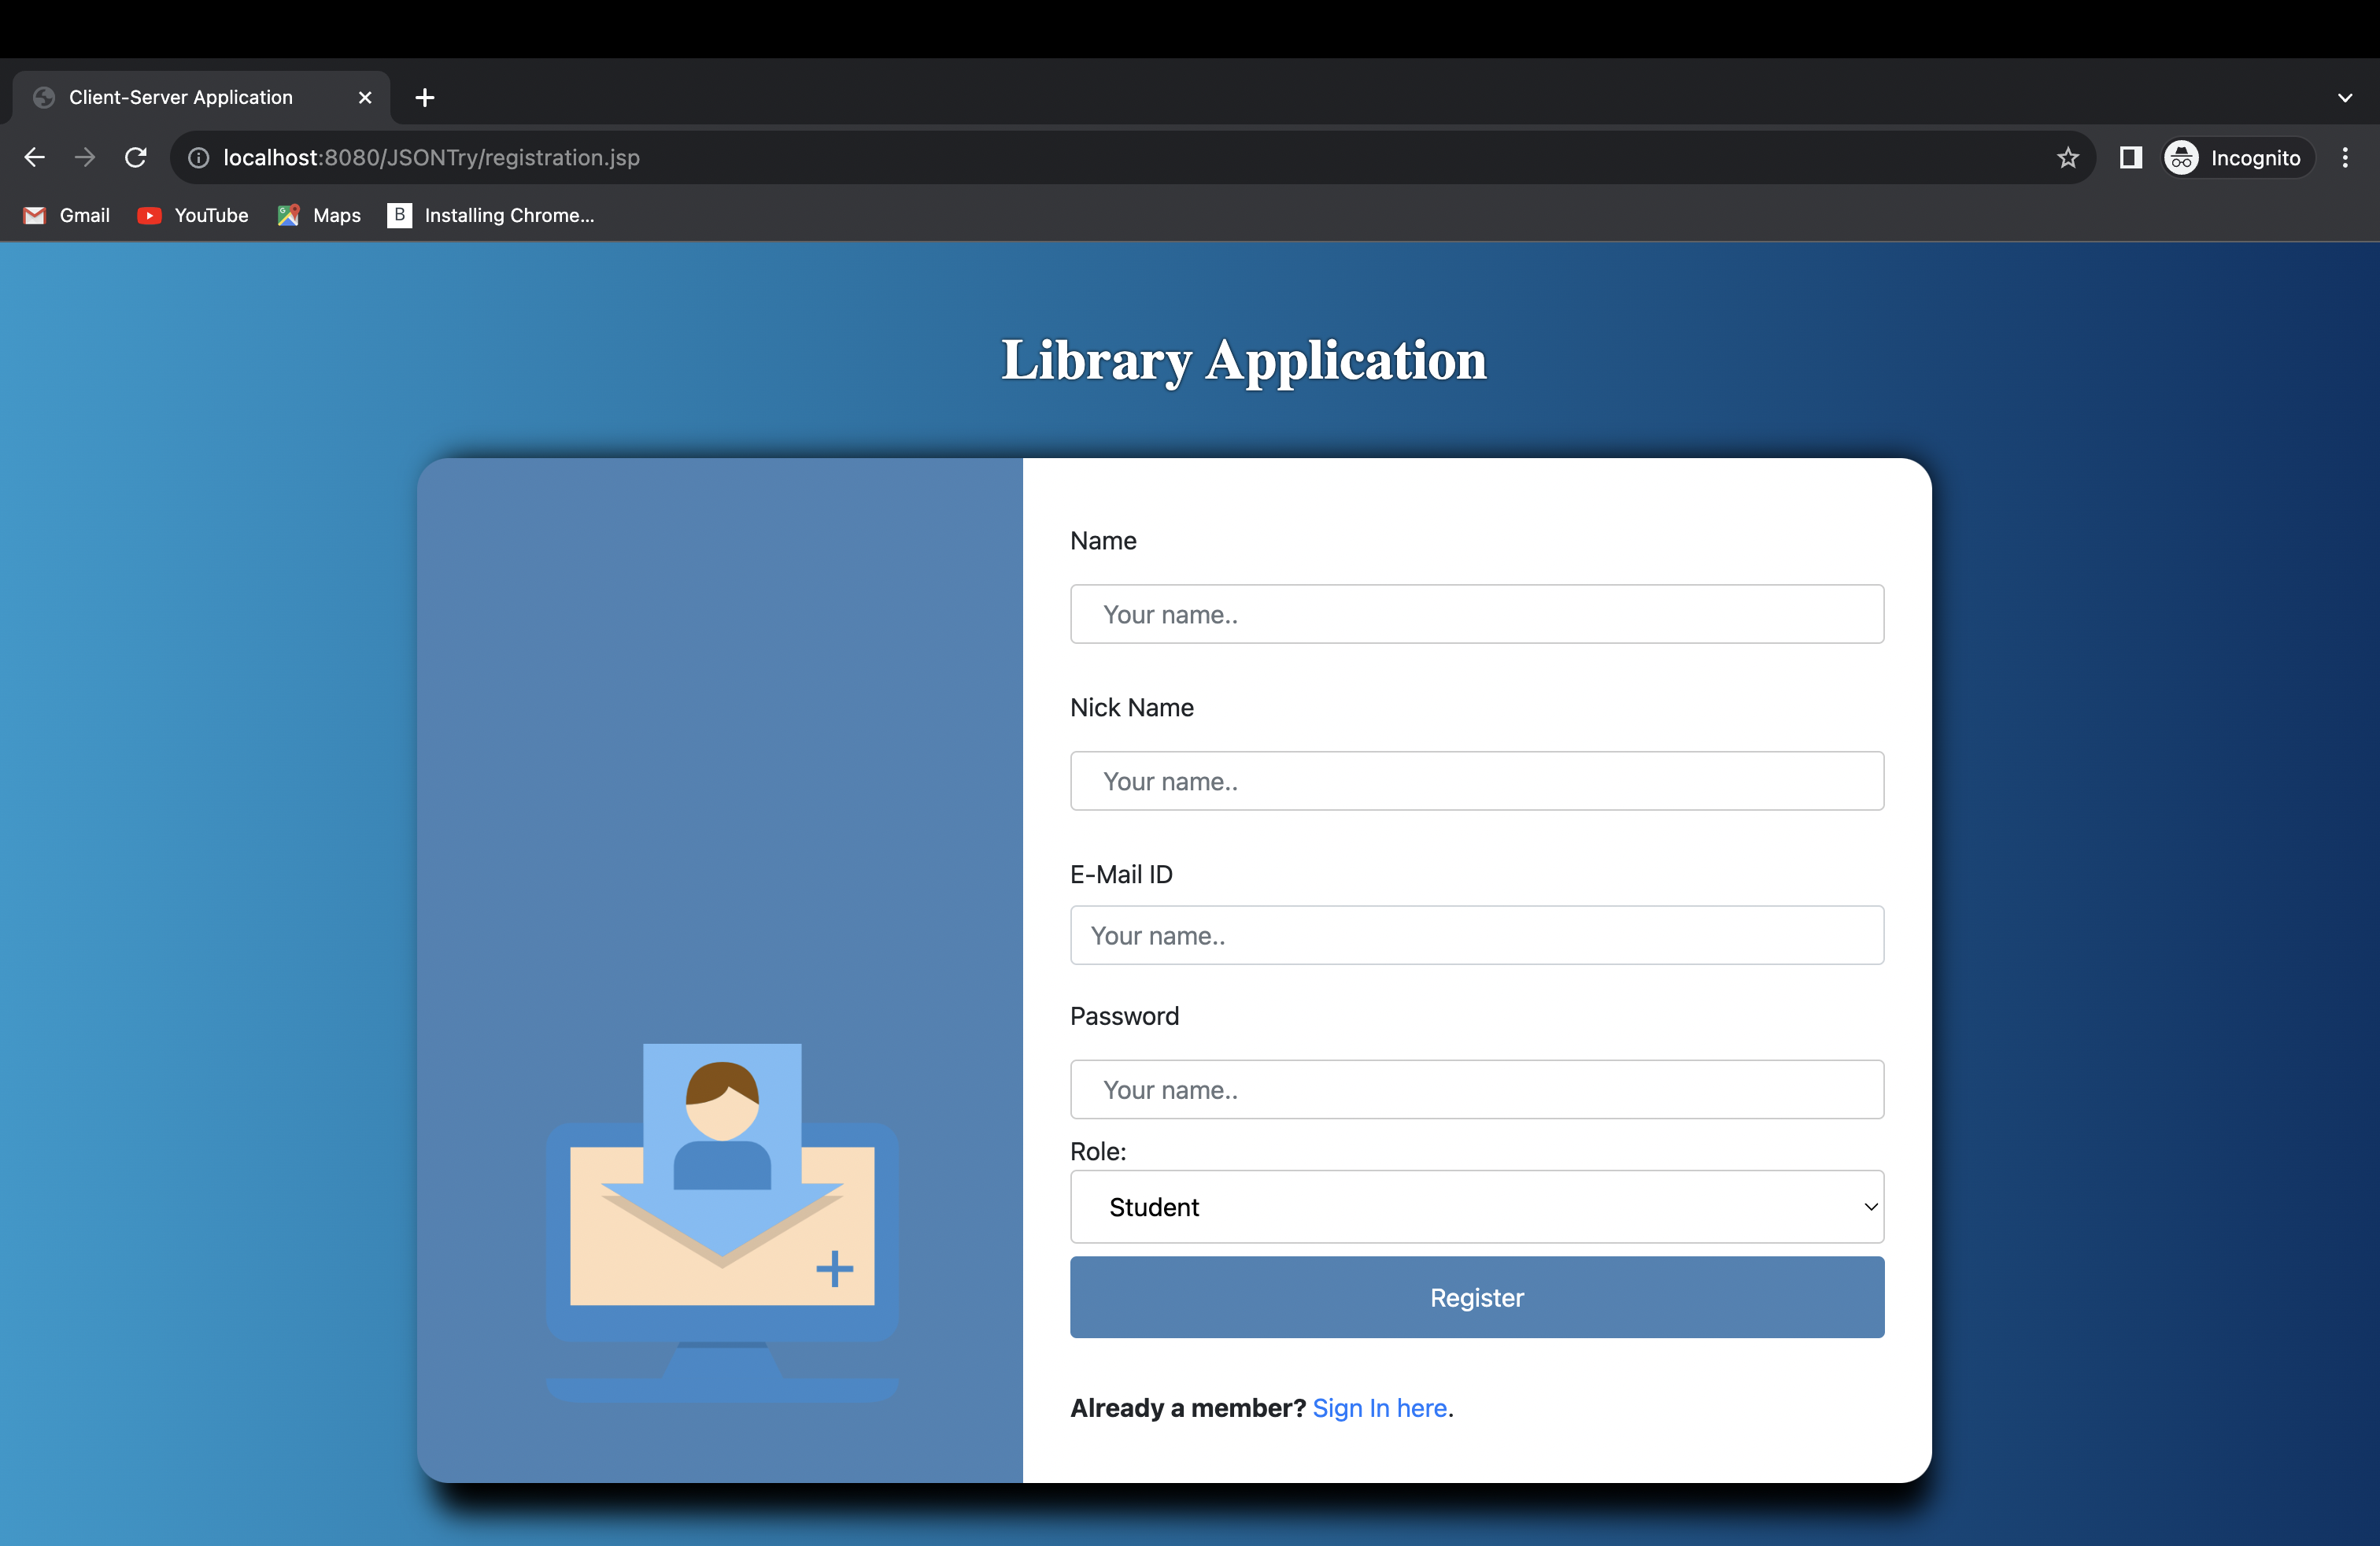 Client-Server Application
localhost:8080/JSONTry/registration.jsp
Incognito
Gmail
YouTube
Maps
B
Installing Chrome...
Library Application
Name
Your name..
Nick Name
Your name..
E-Mail ID
Your name..
Password
Your name..
Role:
Student
Register
Already a member? Sign In here.